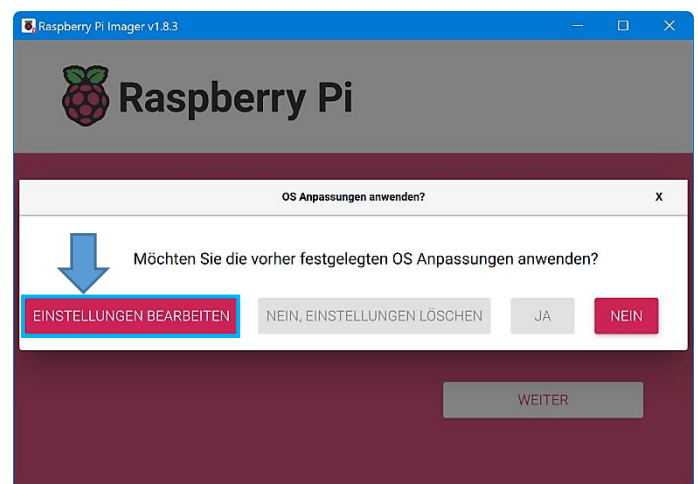 Raspberry Pi Imager v1.8.3
Raspberry Pi
OS Anpassungen anwenden?
X
Möchten Sie die vorher festgelegten OS Anpassungen anwenden?
EINSTELLUNGEN BEARBEITEN
NEIN, EINSTELLUNGEN LÖSCHEN
JA
NEIN
WEITER